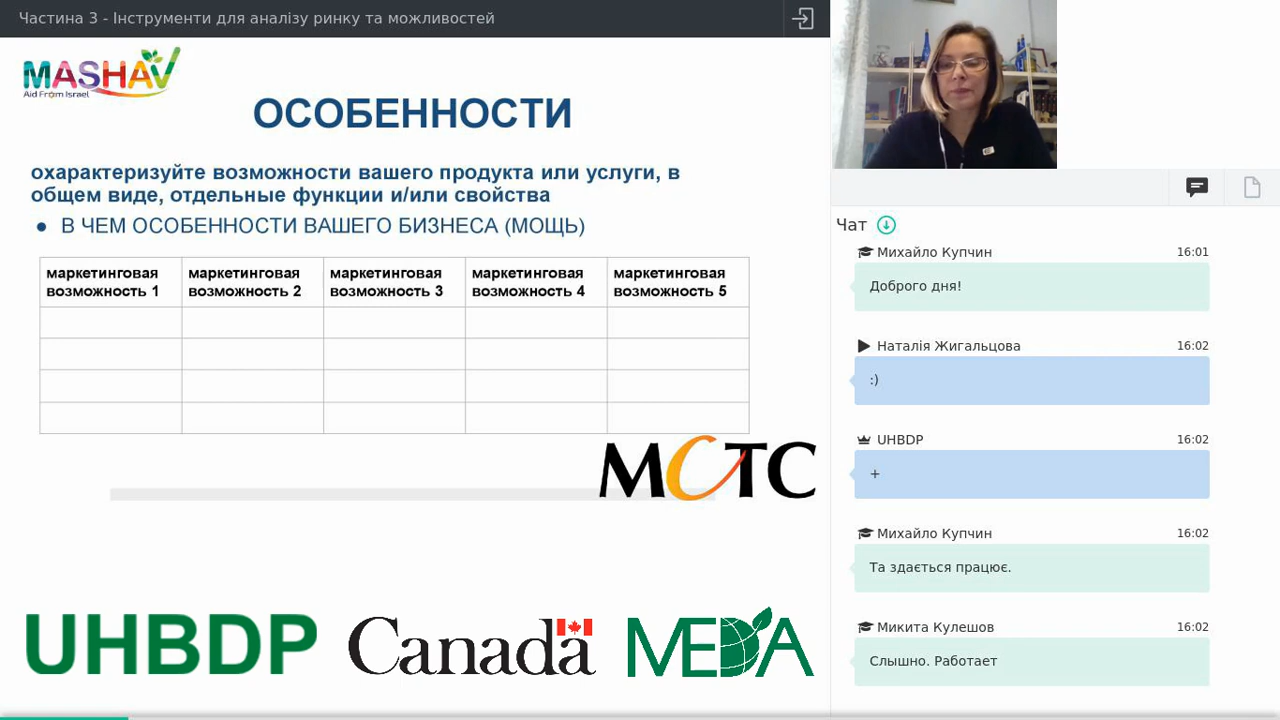 Частина 3 - Інструменти для аналізу ринку та можливостей
MASHAV
Aid From Israel
ОСОБЕННОСТИ
охарактеризуйте возможности вашего продукта или услуги, в
общем виде, отдельные функции и/или свойства
● В ЧЕМ ОСОБЕННОСТИ ВАШЕГО БИЗНЕСА (МОЩЬ)
маркетинговая возможность 1
маркетинговая возможность 2
маркетинговая возможность 3
маркетинговая возможность 4
маркетинговая возможность 5
MCTC
UHBDP
Canada
MEDA
Чат
Михайло Купчин 16:01
Доброго дня!
Наталія Жигальцова 16:02
:)
UHBDP 16:02
+
Михайло Купчин 16:02
Та здається працює.
Микита Кулешов 16:02
Слышно. Работает